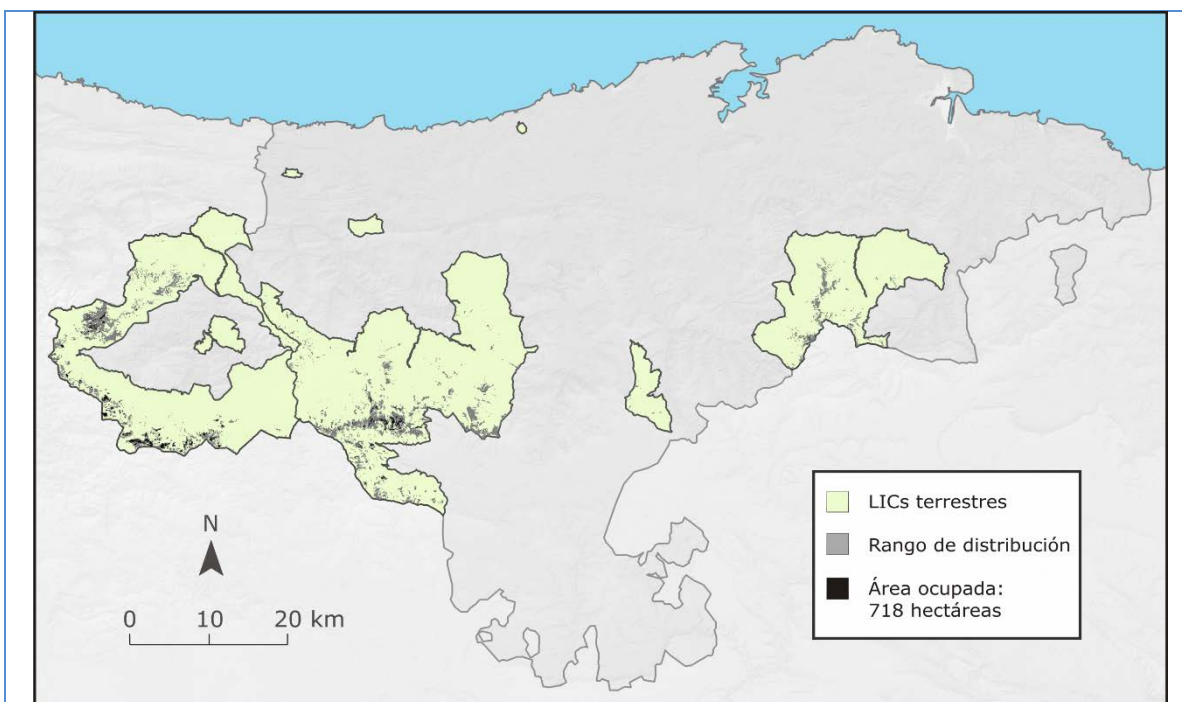 LICs terrestres
Rango de distribución
Área ocupada:
718 hectáreas
N
0 10 20 km